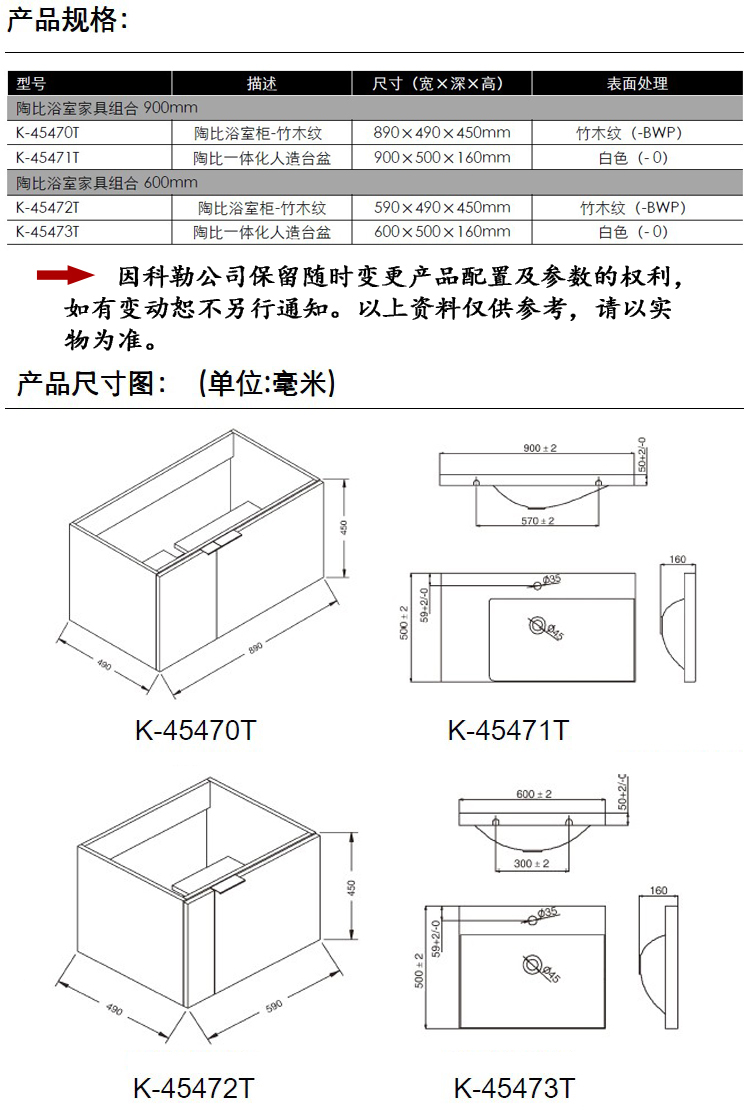 产品规格：
型号 描述 尺寸（宽×深×高） 表面处理
陶比浴室家具组合 900mm
K-45470T 陶比浴室柜-竹木纹 890×490×450mm 竹木纹（-BWP）
K-45471T 陶比一体化人造台盆 900×500×160mm 白色（- 0）
陶比浴室家具组合 600mm
K-45472T 陶比浴室柜-竹木纹 590×490×450mm 竹木纹（-BWP）
K-45473T 陶比一体化人造台盆 600×500×160mm 白色（- 0）
因科勒公司保留随时变更产品配置及参数的权利，
如有变动恕不另行通知。以上资料仅供参考，请以实
物为准。
产品尺寸图： (单位:毫米)
450
490
890
900±2
50+2/-0
570±2
160
Ø35
59+2/-0
500±2
Ø45
K-45470T K-45471T
450
490
590
600±2
50+2/-0
300±2
160
Ø35
59+2/-0
500±2
Ø45
K-45472T K-45473T